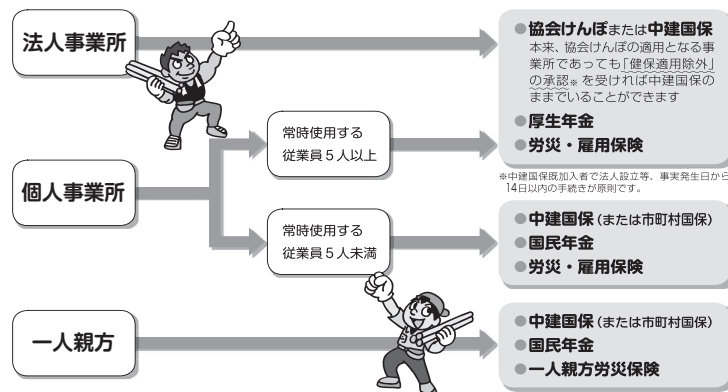 法人事業所
●協会けんぽまたは中建国保
本来、協会けんぽの適用となる事
業所であっても「健保適用除外」
の承認※を受ければ中建国保の
ままでいることができます
●厚生年金
●労災・雇用保険
※中建国保既加入者で法人設立等、事実発生日から
14日以内の手続きが原則です。
個人事業所
常時使用する
従業員5人以上
常時使用する
従業員5人未満
●中建国保(または市町村国保)
●国民年金
●労災・雇用保険
一人親方
●中建国保(または市町村国保)
●国民年金
●一人親方労災保険